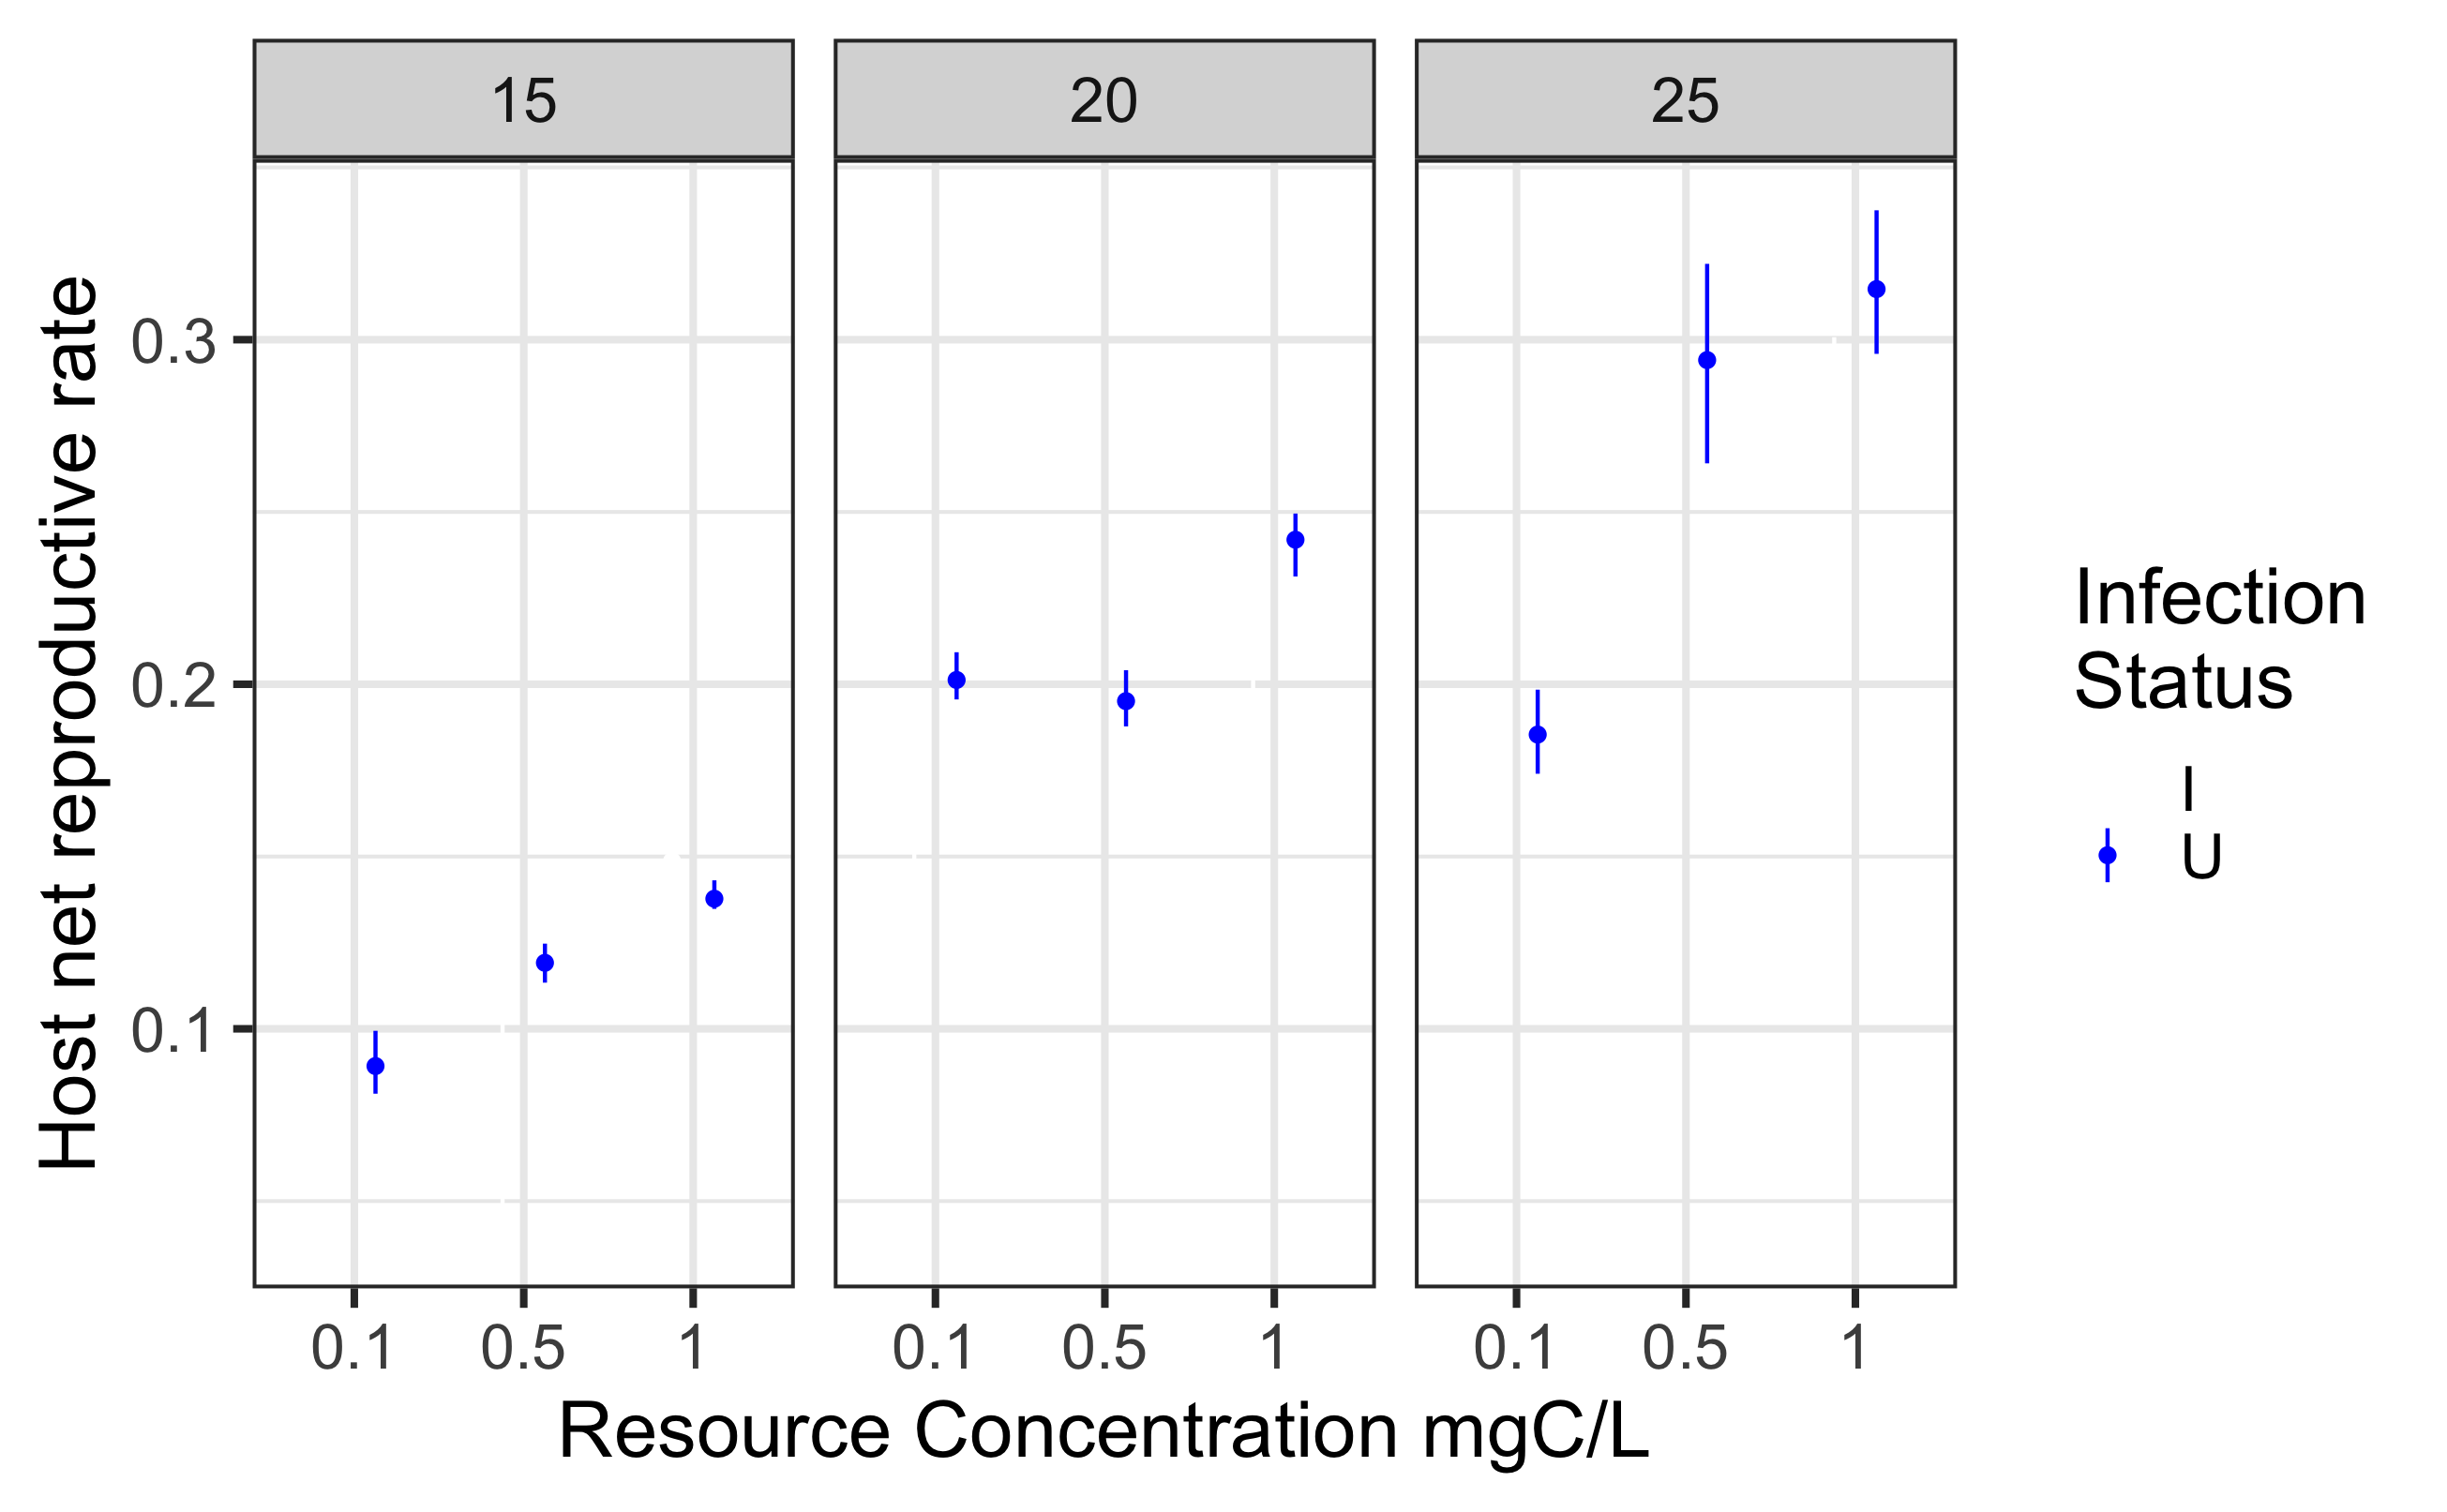 15 20 25
Host net reproductive rate
0.3
0.2
0.1
0.1 0.5 1 0.1 0.5 1 0.1 0.5 1
Resource Concentration mgC/L
Infection
Status
I
U